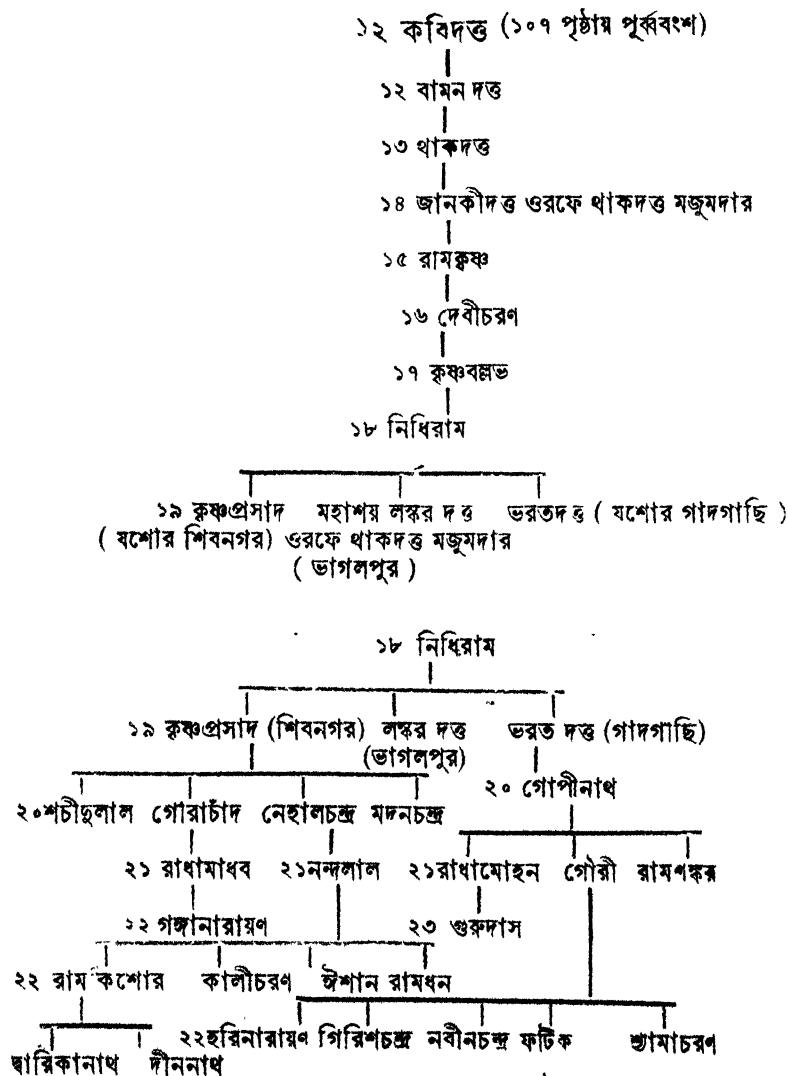 ১২ কবিদত্ত (১০৭ পৃষ্ঠায় পূর্ব্ববংশ)
১২ বামন দত্ত
১৩ থাকদত্ত
১৪ জানকীদত্ত ওরফে থাকদত্ত মজুমদার
১৫ রামকৃষ্ণ
১৬ দেবীচরণ
১৭ কৃষ্ণবল্লভ
১৮ নিধিরাম
১৯ কৃষ্ণপ্রসাদ মহাশয় লস্কর দত্ত ভরতদত্ত ( যশোর গাদগাছি )
( যশোর শিবনগর) ওরফে থাকদত্ত মজুমদার
( ভাগলপুর )
১৮ নিধিরাম
১৯ কৃষ্ণপ্রসাদ (শিবনগর) লস্কর দত্ত ভরত দত্ত (গাদগাছি)
(ভাগলপুর)
২০ গোপীনাথ
২০শচীদুলাল গোরাচাঁদ নেহালচন্দ্র মদনচন্দ্র
২১ রাধামাধব ২১নন্দলাল ২১রাধামোহন গৌরী রামশঙ্কর
২২ গঙ্গানারায়ণ ২৩ গুরুদাস
২২ রাম কশোর কালীচরণ ঈশান রামধন
২২হরিনারায়ণ গিরিশচন্দ্র নবীনচন্দ্র ফটিক শ্যামাচরণ
দ্বারিকানাথ দীননাথ